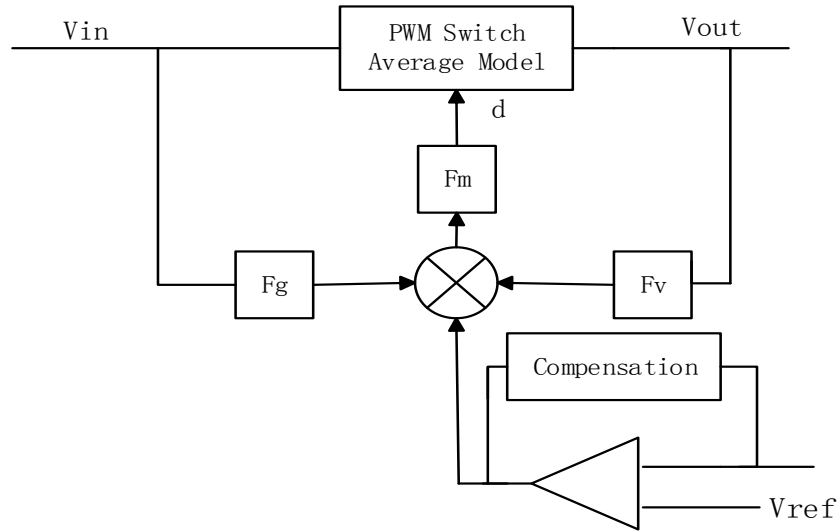 Vin
PWM Switch
Average Model
Vout
d
Fm
Fg
Fv
Compensation
Vref